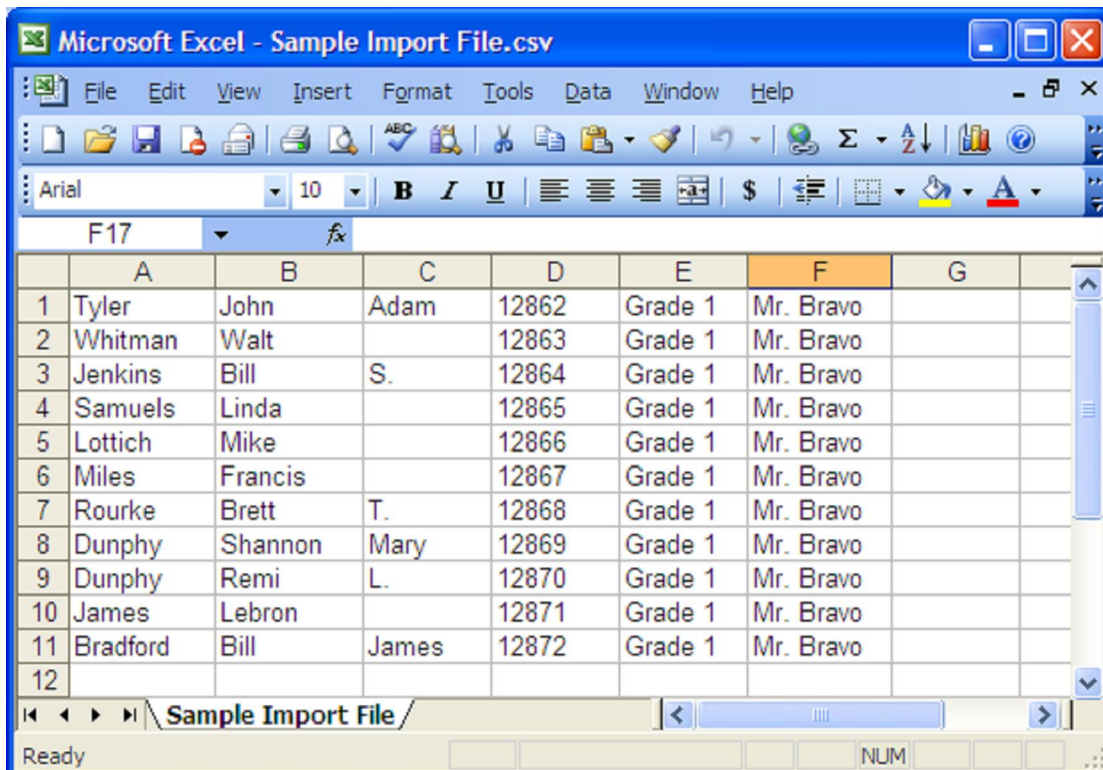 Microsoft Excel - Sample Import File.csv
File Edit View Insert Format Tools Data Window Help
ABC Σ A Z
Arial 10 B I U a $ A
F17 fx
A B C D E F G
1 Tyler John Adam 12862 Grade 1 Mr. Bravo
2 Whitman Walt 12863 Grade 1 Mr. Bravo
3 Jenkins Bill S. 12864 Grade 1 Mr. Bravo
4 Samuels Linda 12865 Grade 1 Mr. Bravo
5 Lottich Mike 12866 Grade 1 Mr. Bravo
6 Miles Francis 12867 Grade 1 Mr. Bravo
7 Rourke Brett T. 12868 Grade 1 Mr. Bravo
8 Dunphy Shannon Mary 12869 Grade 1 Mr. Bravo
9 Dunphy Remi L. 12870 Grade 1 Mr. Bravo
10 James Lebron 12871 Grade 1 Mr. Bravo
11 Bradford Bill James 12872 Grade 1 Mr. Bravo
12
Sample Import File
Ready NUM